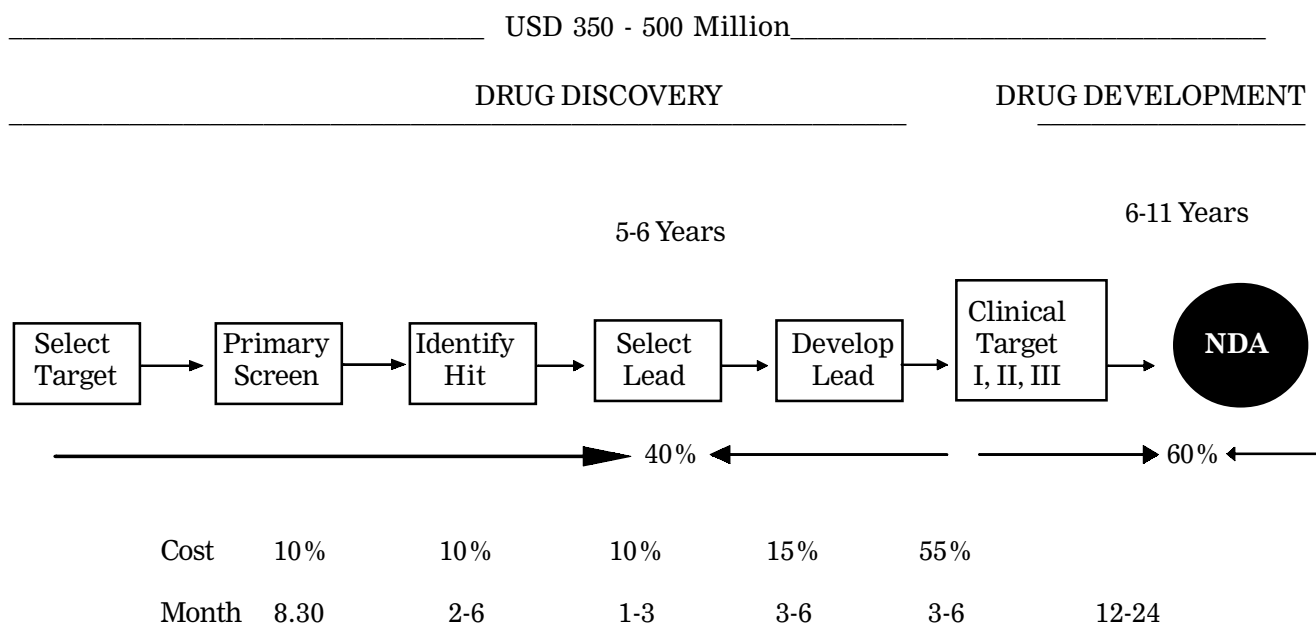 USD 350 - 500 Million
DRUG DISCOVERY
DRUG DEVELOPMENT
5-6 Years
6-11 Years
Select
Target
Primary
Screen
Identify
Hit
Select
Lead
Develop
Lead
Clinical
Target
I, II, III
NDA
40%
60%
Cost 10% 10% 10% 15% 55%
Month 8.30 2-6 1-3 3-6 3-6 12-24